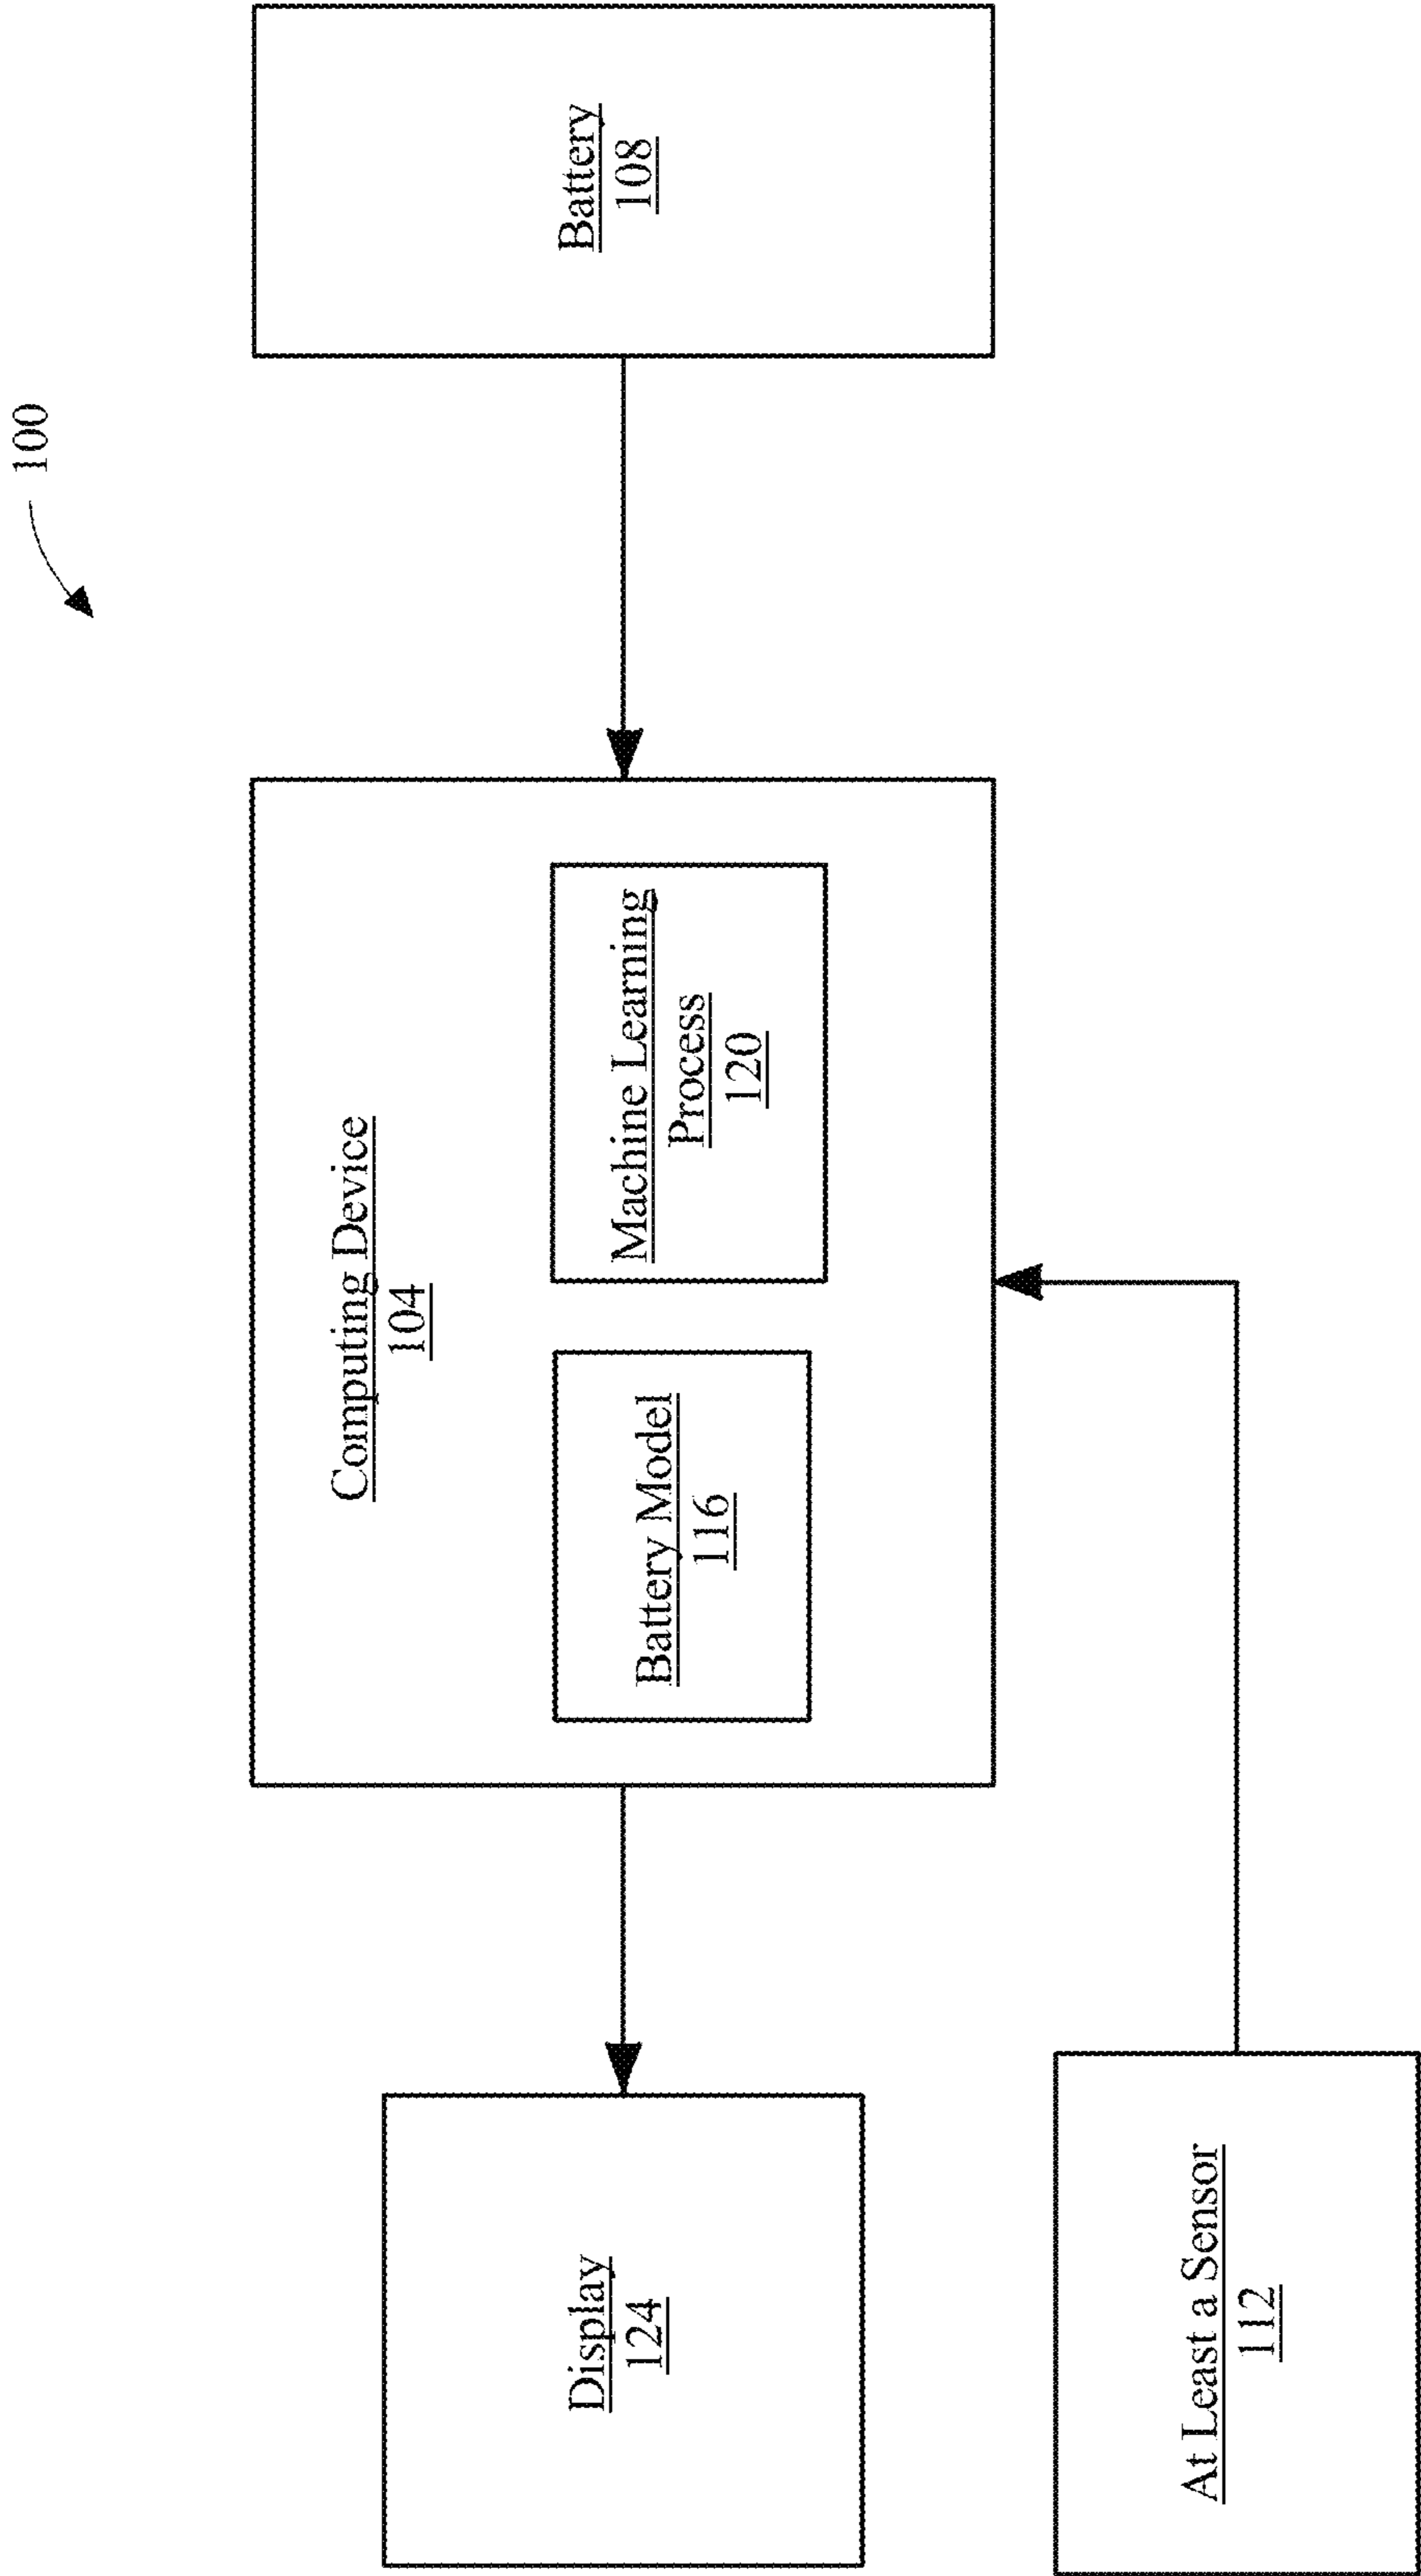 100
Display
124
Computing Device
104
Battery Model
116
Machine Learning
Process
120
Battery
108
At Least a Sensor
112